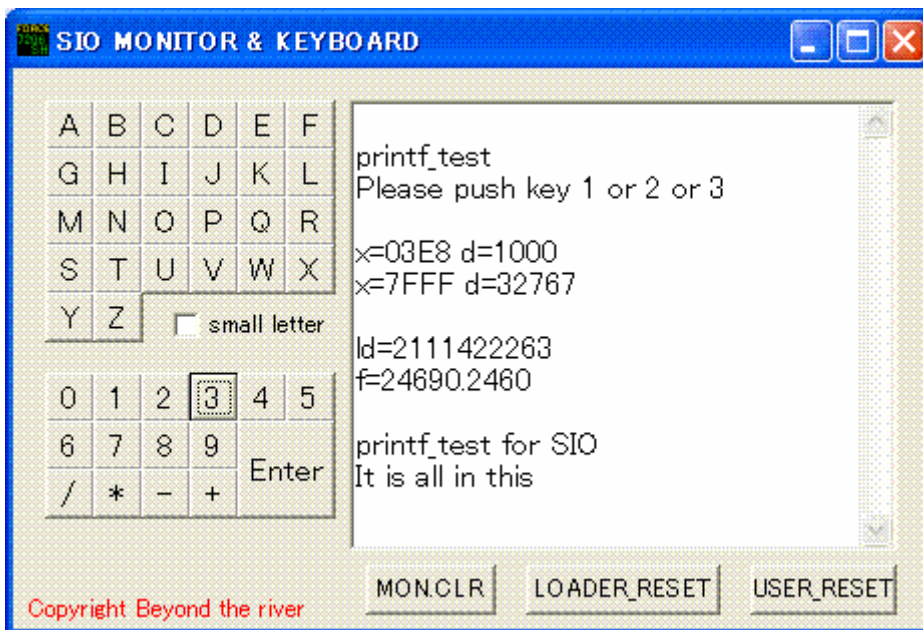 FORCE
SIO MONITOR & KEYBOARD
A B C D E F
G H I J K L
M N O P Q R
S T U V W X
Y Z
small letter
0 1 2 3 4 5
6 7 8 9
Enter
/ * - +
printf_test
Please push key 1 or 2 or 3
x=03E8 d=1000
x=7FFF d=32767
ld=2111422263
f=24690.2460
printf_test for SIO
It is all in this
MON.CLR LOADER_RESET USER_RESET
Copyright Beyond the river